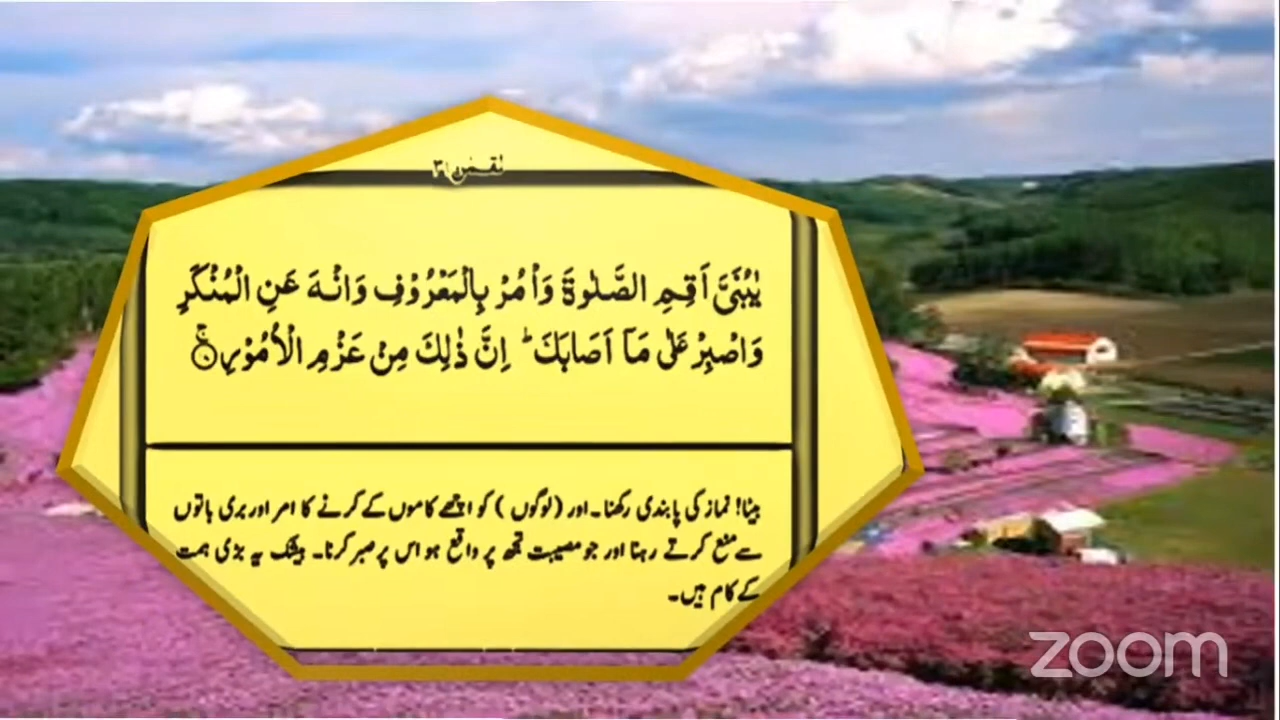 لقمٰن ۳۱
يٰبُنَيَّ اَقِمِ الصَّلٰوةَ وَاْمُرْ بِالْمَعْرُوْفِ وَانْهَ عَنِ الْمُنْكَرِ
وَاصْبِرْ عَلٰى مَاۤ اَصَابَكَ ؕ اِنَّ ذٰلِكَ مِنْ عَزْمِ الْاُمُوْرِ
بیٹا! نماز کی پابندی رکھنا۔ اور (لوگوں) کو اچھے کاموں کے کرنے کا امر اور بری باتوں
سے منع کرتے رہنا اور جو مصیبت تجھ پر واقع ہو اس پر صبر کرنا۔ بیشک یہ بڑی ہمت
کے کام ہیں۔
zoom